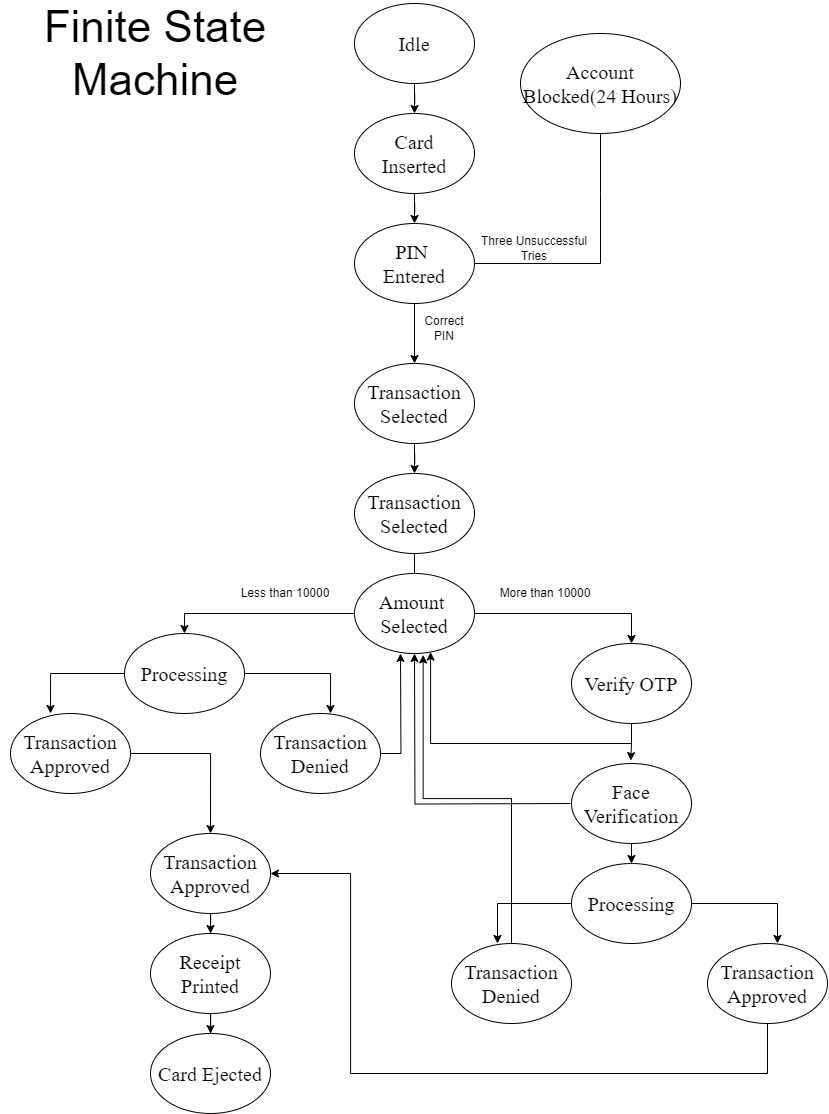 Finite State
Machine
Idle
Account
Blocked(24 Hours)
Card
Inserted
PIN
Entered
Three Unsuccessful
Tries
Correct
PIN
Transaction
Selected
Transaction
Selected
Amount
Selected
Less than 10000
More than 10000
Processing
Verify OTP
Transaction
Approved
Transaction
Denied
Face
Verification
Transaction
Approved
Processing
Receipt
Printed
Transaction
Denied
Transaction
Approved
Card Ejected